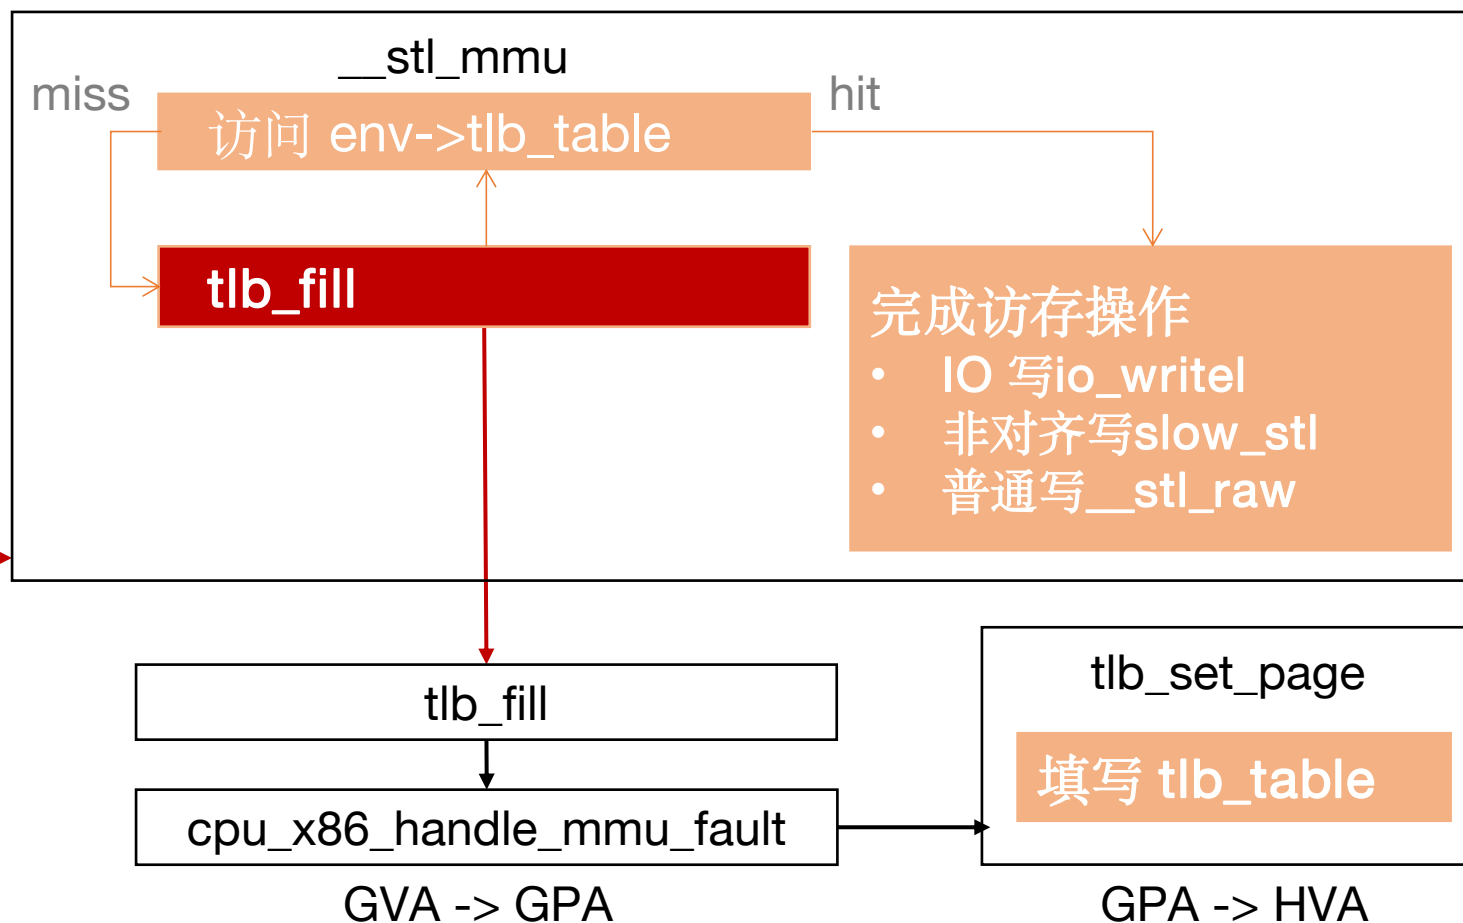 __stl_mmu
miss
hit
访问 env->tlb_table
tlb_fill
完成访存操作
• IO 写io_writel
• 非对齐写slow_stl
• 普通写__stl_raw
tlb_fill
cpu_x86_handle_mmu_fault
GVA -> GPA
tlb_set_page
填写 tlb_table
GPA -> HVA